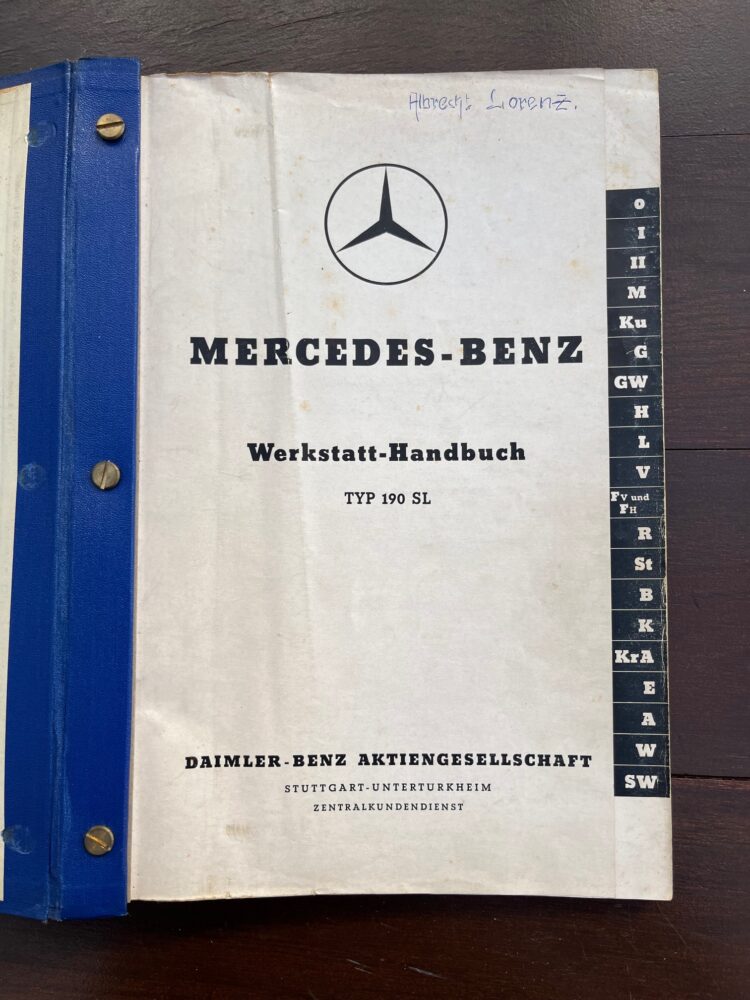 Albrecht Lorenz.
MERCEDES-BENZ
Werkstatt-Handbuch
TYP 190 SL
DAIMLER-BENZ AKTIENGESELLSCHAFT
STUTTGART-UNTERTURKHEIM
ZENTRALKUNDENDIENST
O
I
II
M
Ku
G
GW
H
L
V
FV und
FH
R
St
B
K
KrA
E
A
W
SW